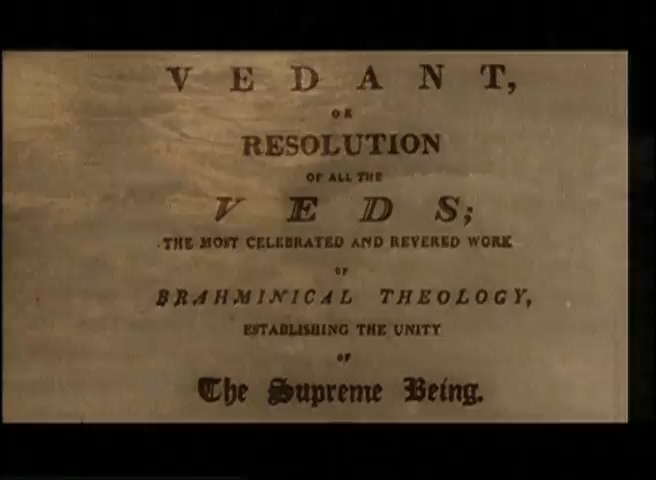 VEDANT,
OR
RESOLUTION
OF ALL THE
VEDS;
THE MOST CELEBRATED AND REVERED WORK
OF
BRAHMINICAL THEOLOGY,
ESTABLISHING THE UNITY
OF
The Supreme Being.